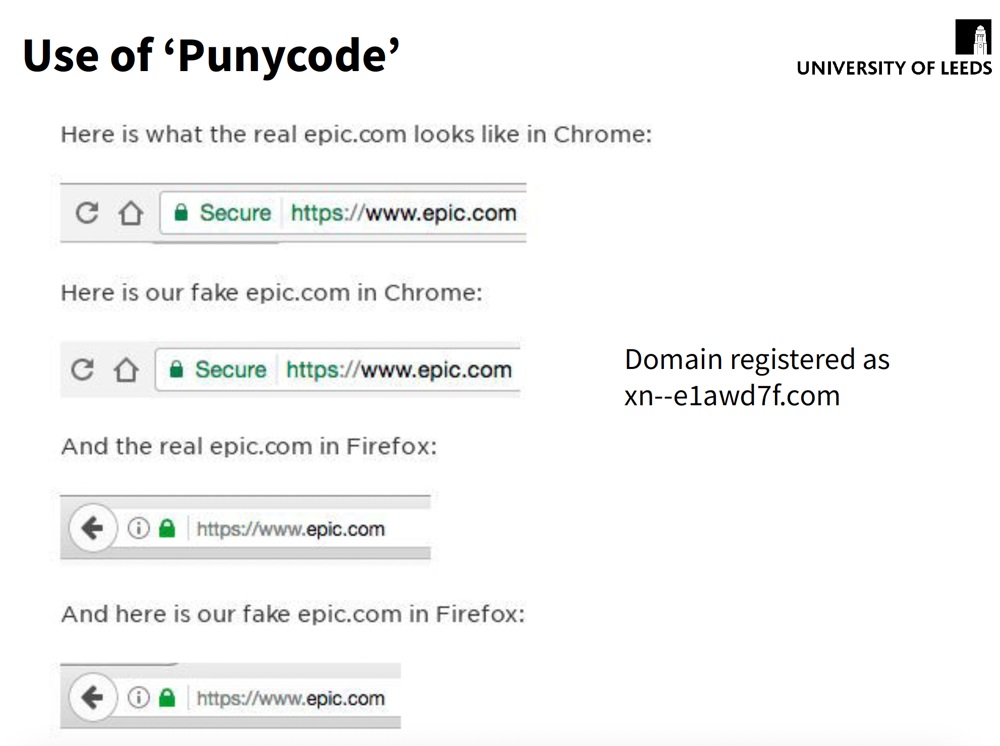 Use of ‘Punycode’
UNIVERSITY OF LEEDS
Here is what the real epic.com looks like in Chrome:
Secure https://www.epic.com
Here is our fake epic.com in Chrome:
Secure https://www.epic.com
Domain registered as
xn--e1awd7f.com
And the real epic.com in Firefox:
https://www.epic.com
And here is our fake epic.com in Firefox:
https://www.epic.com